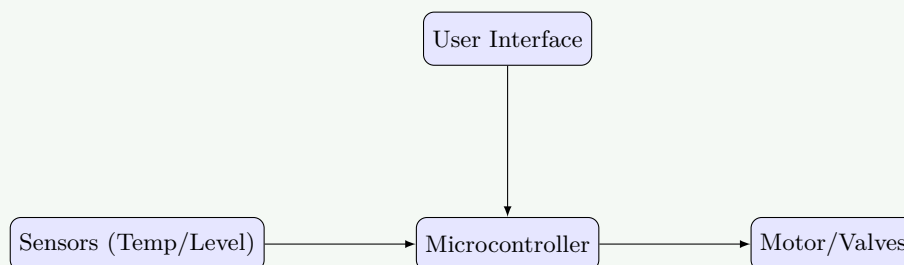 User Interface
Sensors (Temp/Level)
Microcontroller
Motor/Valves